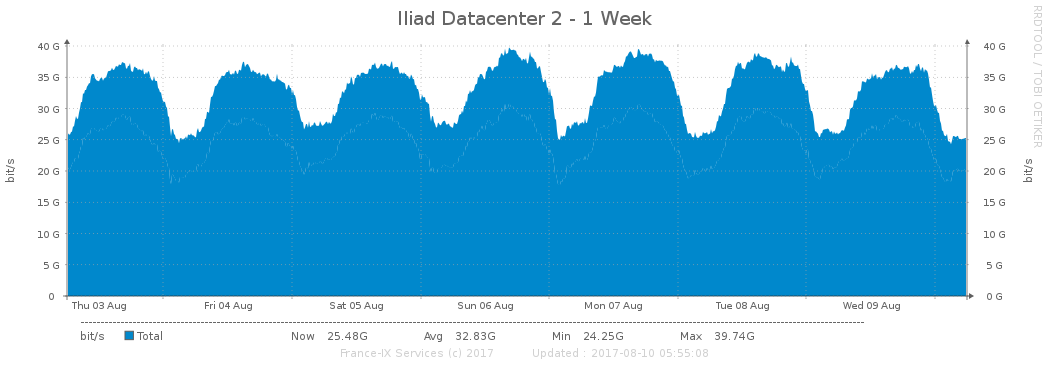 Iliad Datacenter 2 - 1 Week
RRDTOOL / TOBI OETIKER
bit/s
40 G 40 G
35 G 35 G
30 G 30 G
25 G 25 G
20 G 20 G
15 G 15 G
10 G 10 G
5 G 5 G
0 0 G
bit/s
Thu 03 Aug Fri 04 Aug Sat 05 Aug Sun 06 Aug Mon 07 Aug Tue 08 Aug Wed 09 Aug
bit/s Total Now 25.48G Avg 32.83G Min 24.25G Max 39.74G
France-IX Services (c) 2017 Updated : 2017-08-10 05:55:08